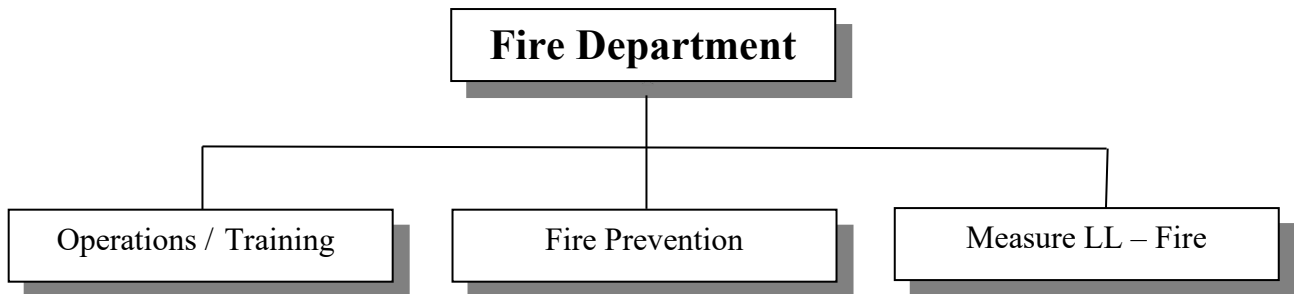 Fire Department
Operations / Training
Fire Prevention
Measure LL – Fire